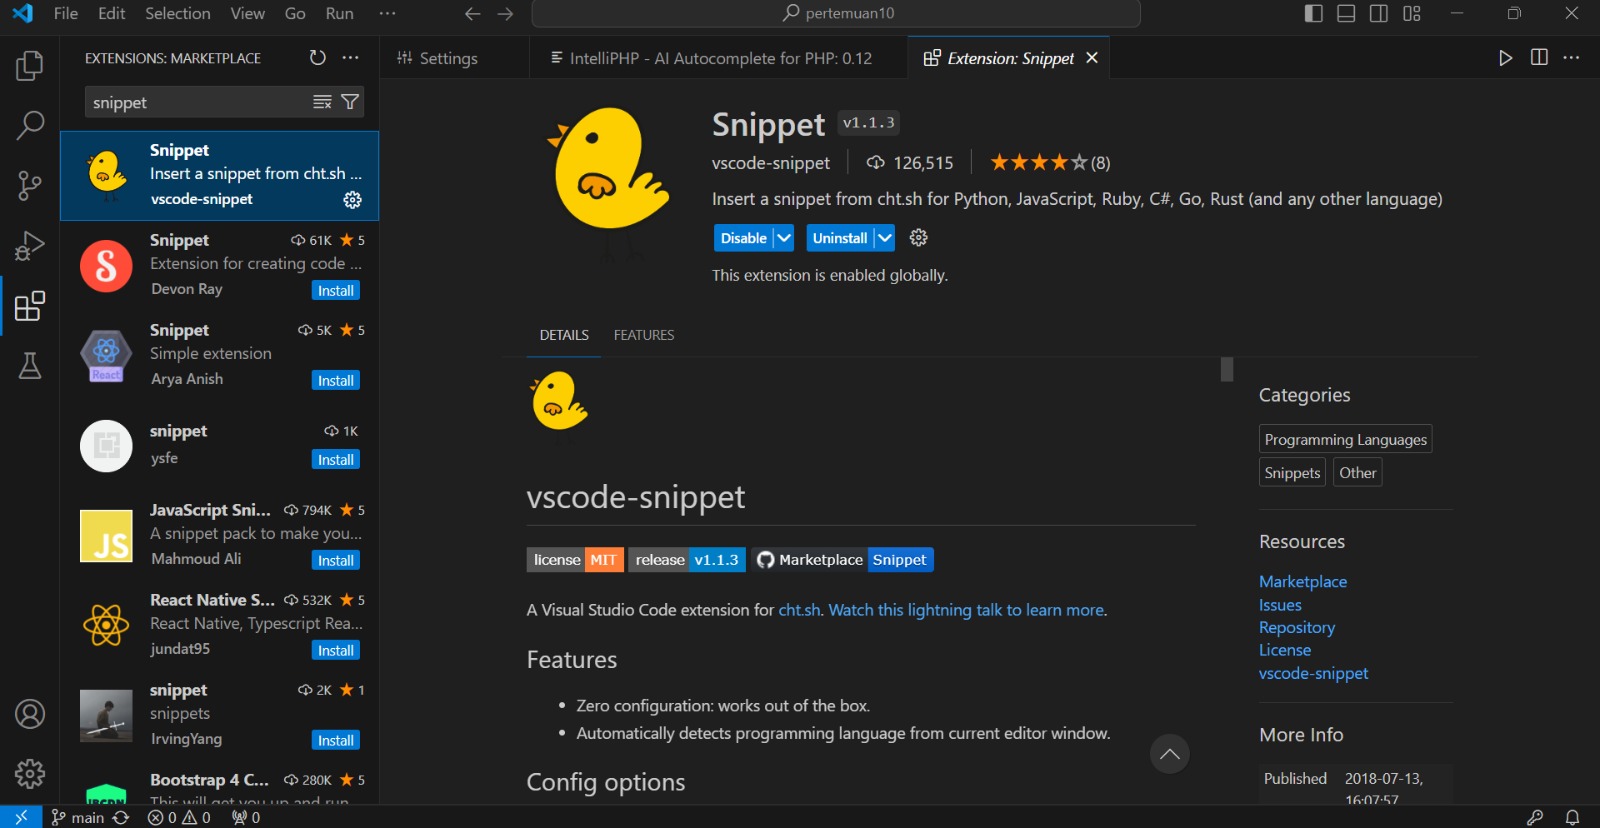 File Edit Selection View Go Run ···
pertemuan10
EXTENSIONS: MARKETPLACE
snippet
Snippet
Insert a snippet from cht.sh ...
vscode-snippet
Snippet 61K ★ 5
Extension for creating code ...
Devon Ray
Install
Snippet 5K ★ 5
Simple extension
Arya Anish
Install
React
snippet 1K
ysfe
Install
JavaScript Sni... 794K ★ 5
A snippet pack to make you...
Mahmoud Ali
Install
JS
React Native S... 532K ★ 5
React Native, Typescript Rea...
jundat95
Install
snippet 2K ★ 1
snippets
IrvingYang
Install
Bootstrap 4 C... 280K ★ 5
This will get you up and run
Settings
IntelliPHP - AI Autocomplete for PHP: 0.12
Extension: Snippet
Snippet v1.1.3
vscode-snippet 126,515 ★★★★☆(8)
Insert a snippet from cht.sh for Python, JavaScript, Ruby, C#, Go, Rust (and any other language)
Disable Uninstall
This extension is enabled globally.
DETAILS FEATURES
vscode-snippet
license MIT release v1.1.3 Marketplace Snippet
A Visual Studio Code extension for cht.sh. Watch this lightning talk to learn more.
Features
• Zero configuration: works out of the box.
• Automatically detects programming language from current editor window.
Config options
Categories
Programming Languages
Snippets Other
Resources
Marketplace
Issues
Repository
License
vscode-snippet
More Info
Published 2018-07-13,
16:07:57
main 0 0 0